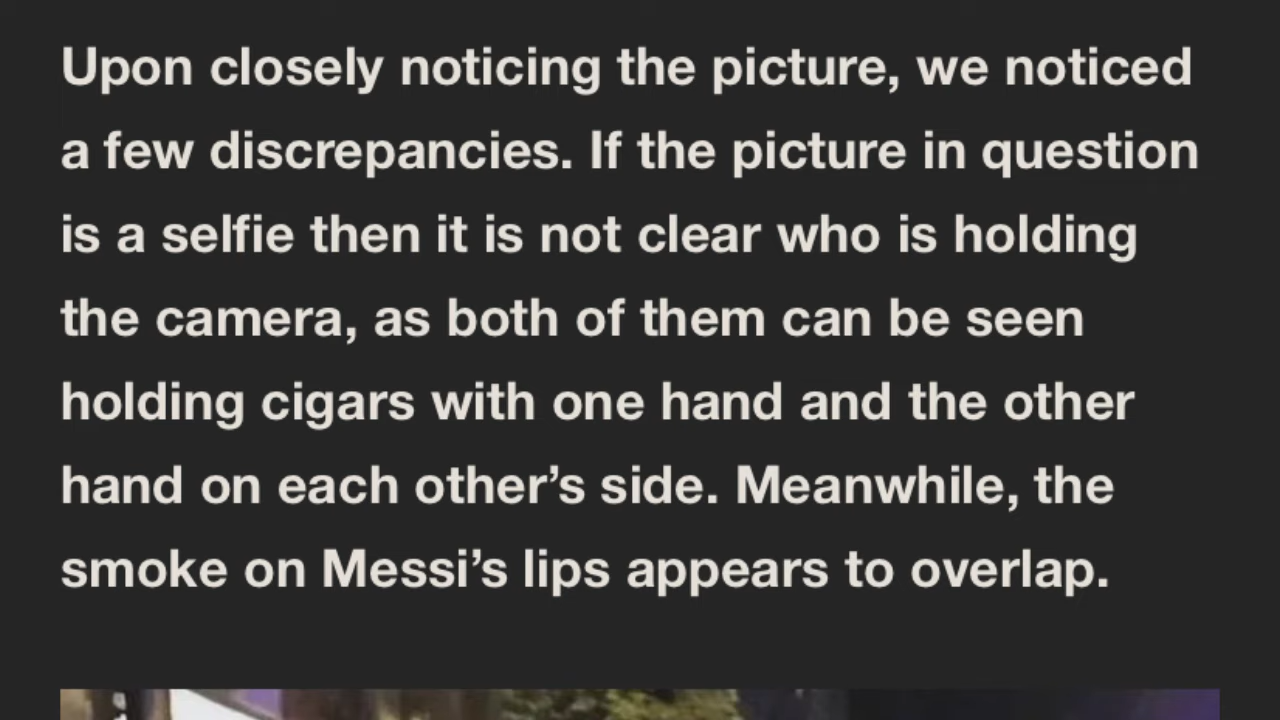 Upon closely noticing the picture, we noticed
a few discrepancies. If the picture in question
is a selfie then it is not clear who is holding
the camera, as both of them can be seen
holding cigars with one hand and the other
hand on each other’s side. Meanwhile, the
smoke on Messi’s lips appears to overlap.